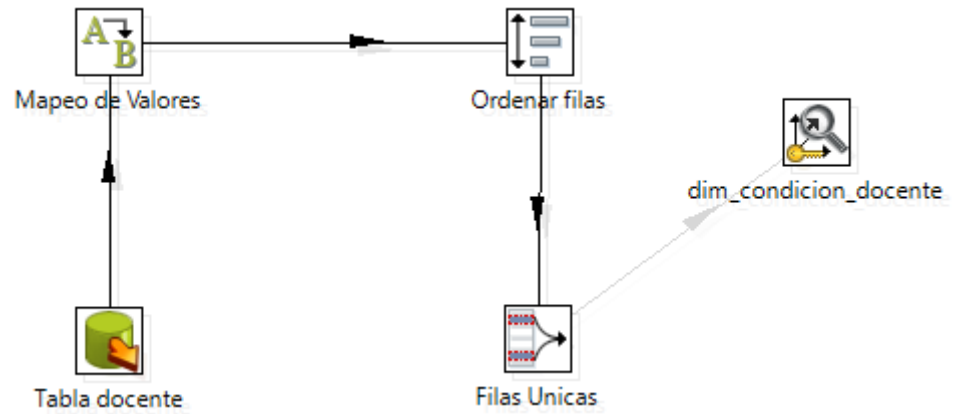 A
B
Mapeo de Valores
Ordenar filas
dim_condicion_docente
Tabla docente
Filas Unicas